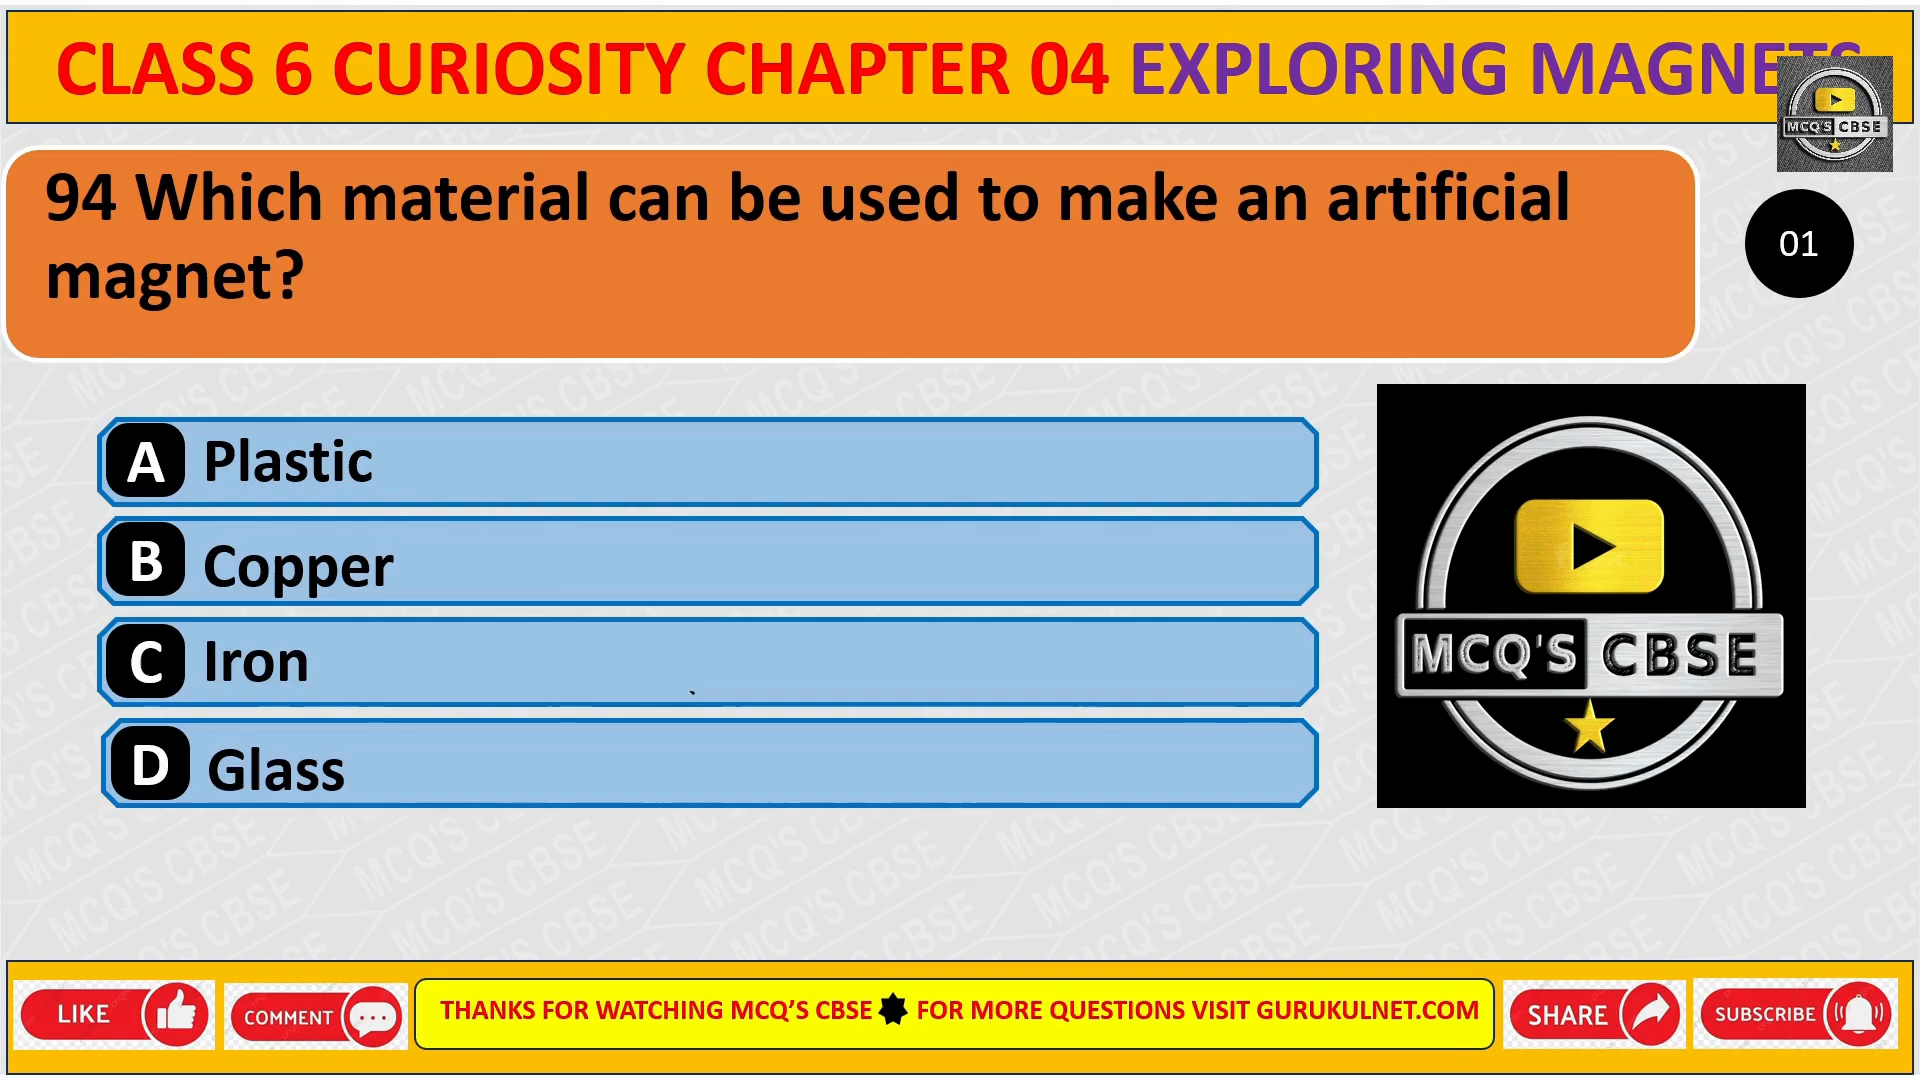 CLASS 6 CURIOSITY CHAPTER 04 EXPLORING MAGNETS
MCQ'S CBSE
94 Which material can be used to make an artificial
magnet?
01
A Plastic
B Copper
C Iron
D Glass
MCQ'S CBSE
LIKE
COMMENT
THANKS FOR WATCHING MCQ’S CBSE FOR MORE QUESTIONS VISIT GURUKULNET.COM
SHARE
SUBSCRIBE